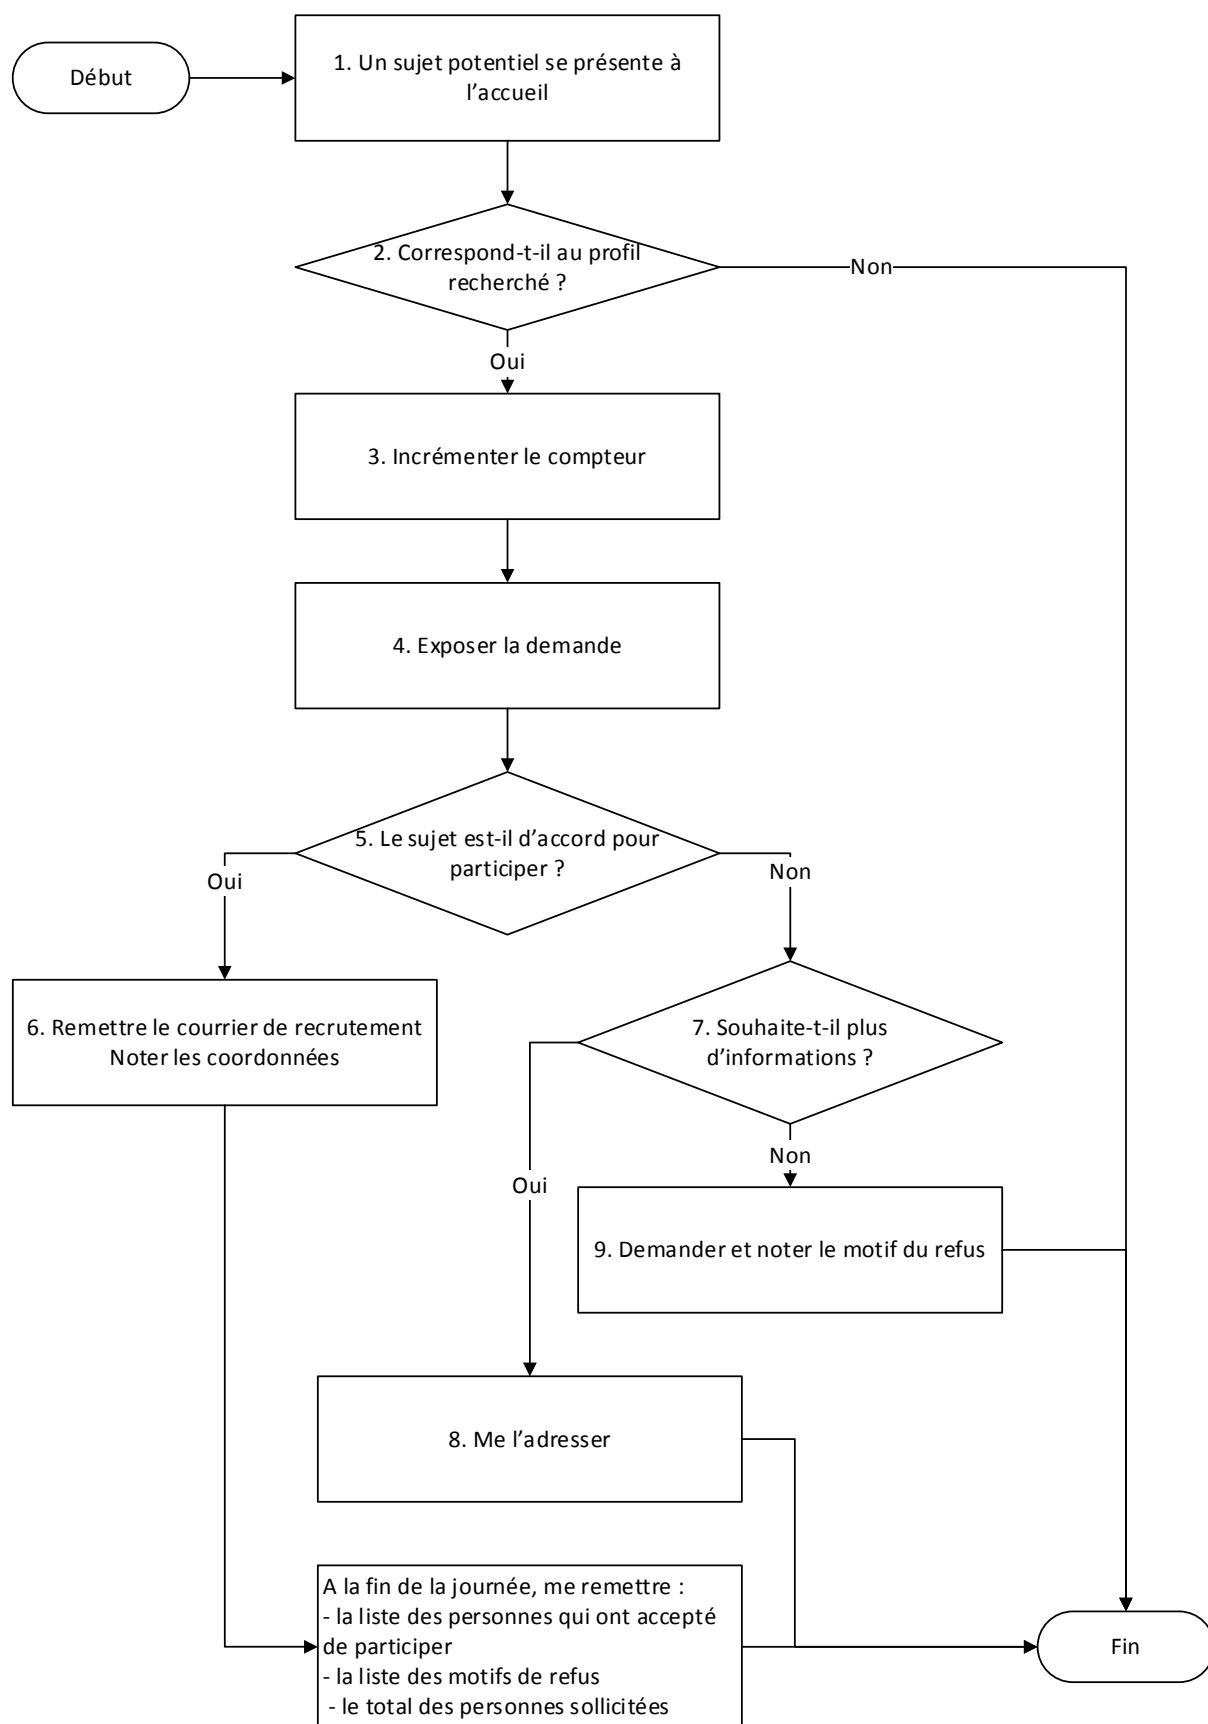 Début
1. Un sujet potentiel se présente à
l’accueil
2. Correspond-t-il au profil
recherché ?
Non
Oui
3. Incrémenter le compteur
4. Exposer la demande
5. Le sujet est-il d’accord pour
participer ?
Oui
Non
6. Remettre le courrier de recrutement
Noter les coordonnées
7. Souhaite-t-il plus
d’informations ?
Non
Oui
9. Demander et noter le motif du refus
8. Me l’adresser
A la fin de la journée, me remettre :
- la liste des personnes qui ont accepté
de participer
- la liste des motifs de refus
- le total des personnes sollicitées
Fin